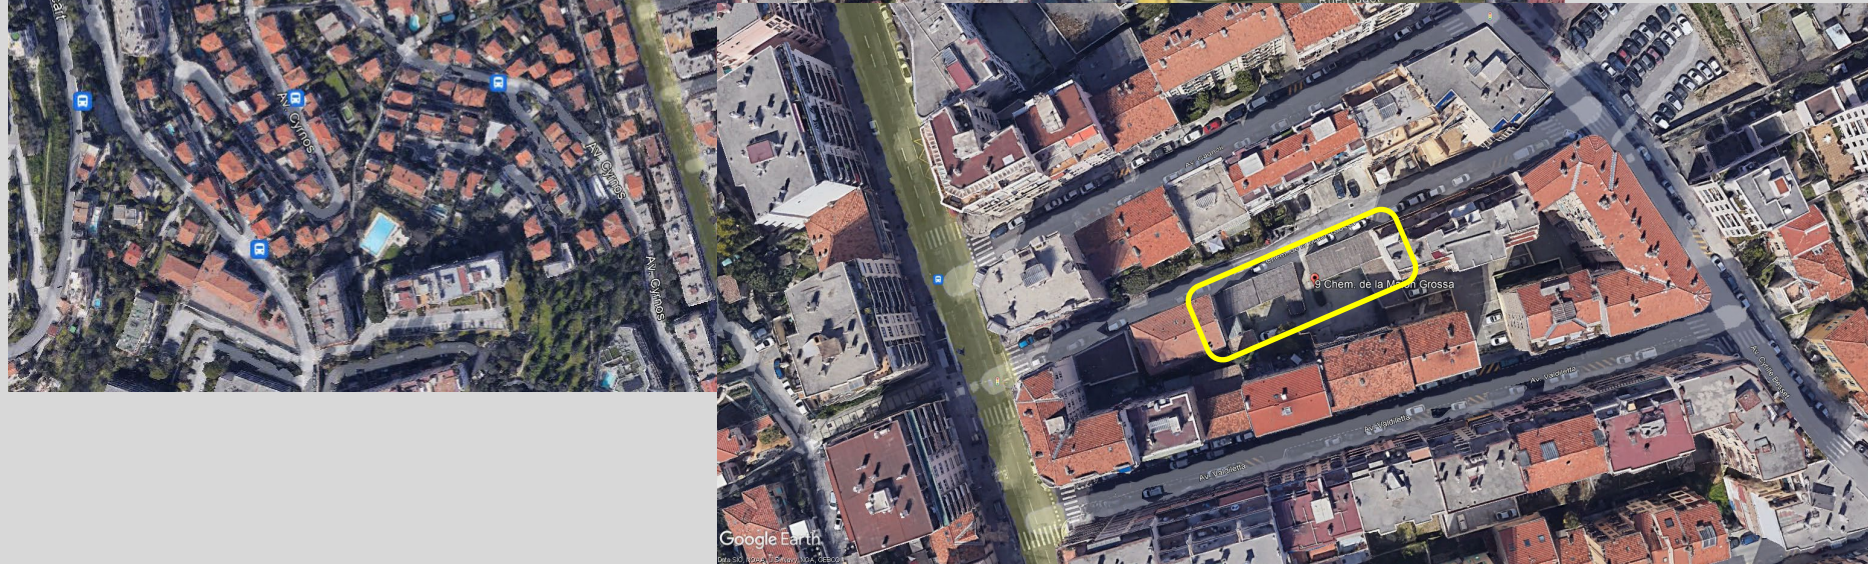 Av. Cyrnos
Av. Cyrnos
Av. Cyrnos
9 Chem. de la Maïon Grossa
Av. Valdiletta
Av. Valdiletta
Av. Valdiletta
Google Earth